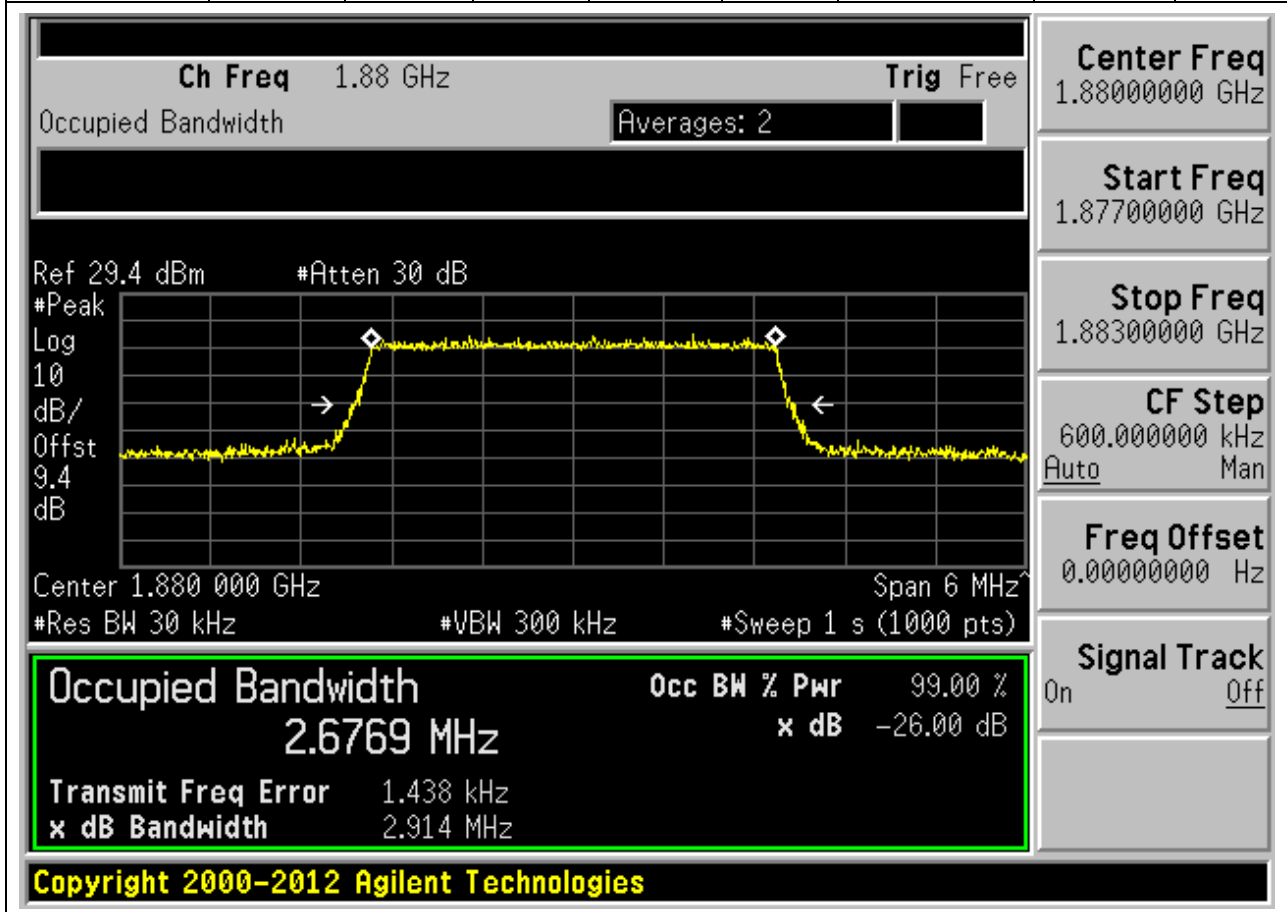 Ch Freq 1.88 GHz Trig Free
Occupied Bandwidth Averages: 2
Ref 29.4 dBm #Atten 30 dB
#Peak
Log
10
dB/
Offst
9.4
dB
Center 1.880 000 GHz Span 6 MHz^
#Res BW 30 kHz #VBW 300 kHz #Sweep 1 s (1000 pts)
Occupied Bandwidth Occ BW % Pwr 99.00 %
2.6769 MHz x dB -26.00 dB
Transmit Freq Error 1.438 kHz
x dB Bandwidth 2.914 MHz
Copyright 2000-2012 Agilent Technologies
Center Freq
1.88000000 GHz
Start Freq
1.87700000 GHz
Stop Freq
1.88300000 GHz
CF Step
600.000000 kHz
Auto Man
Freq Offset
0.00000000 Hz
Signal Track
On Off